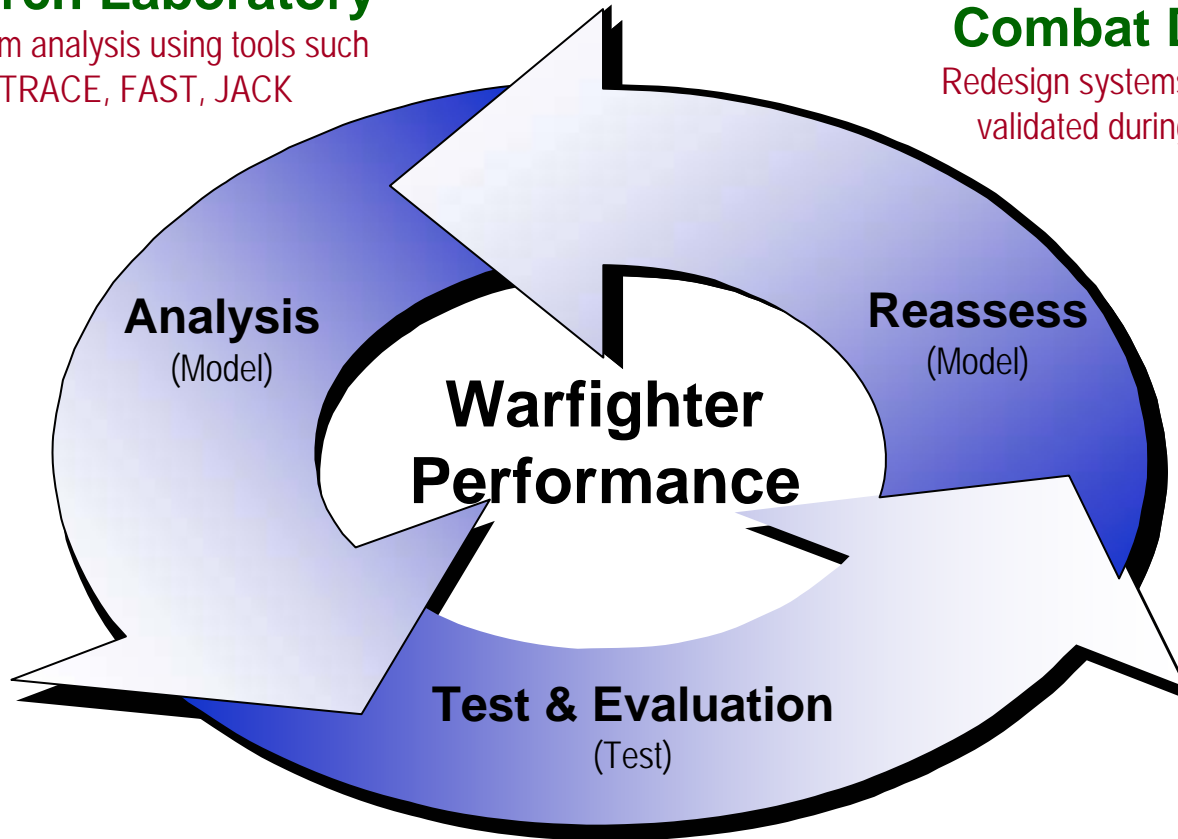 Laboratory
analysis using tools such
TRACE, FAST, JACK
Combat
Redesign systems
validated
Analysis
(Model)
Reassess
(Model)
Warfighter
Performance
Test & Evaluation
(Test)